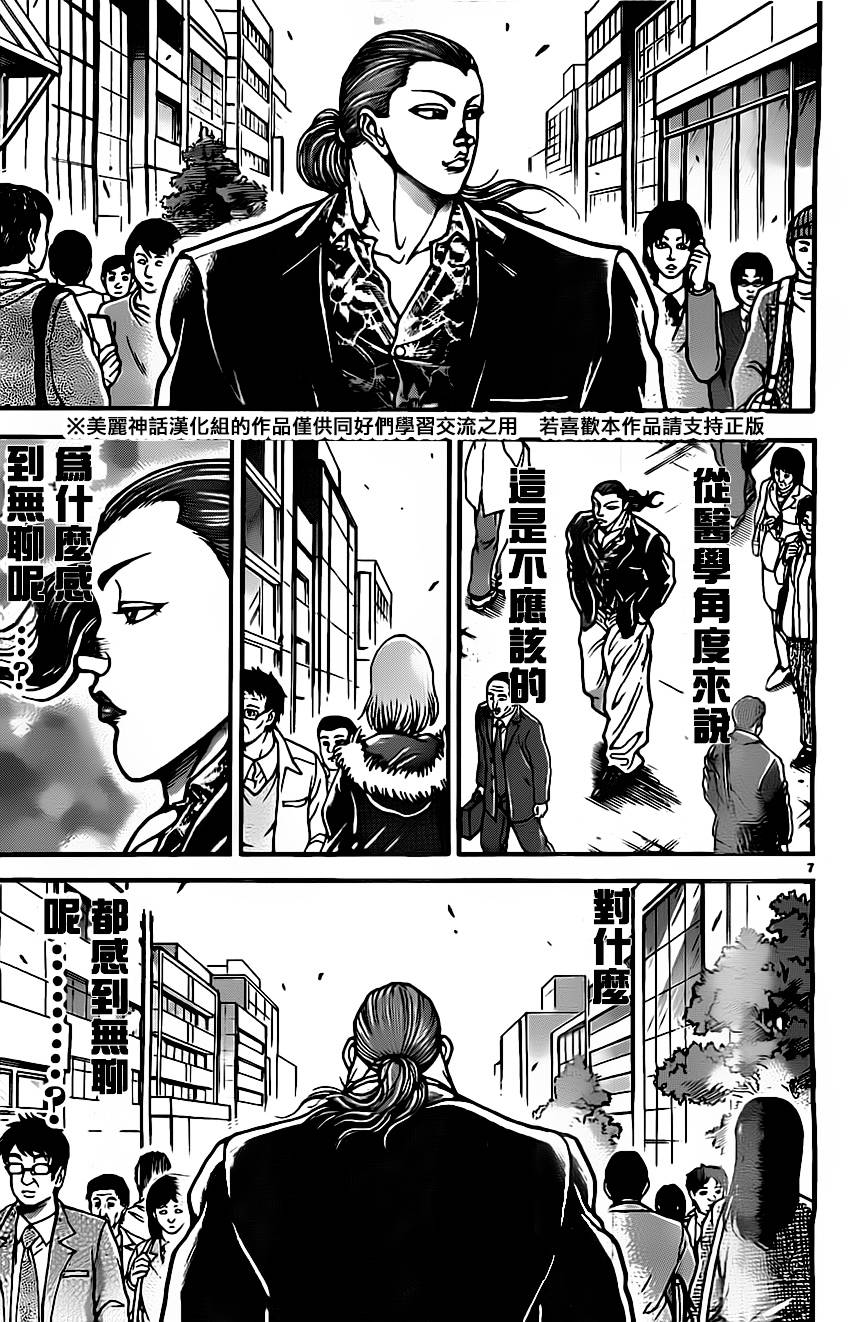 ※美麗神話漢化組的作品僅供同好們學習交流之用　若喜歡本作品請支持正版
從醫學角度來說
這是不應該的
為什麼感
到無聊呢
……?
7
對什麼
都感到無聊
呢…………?